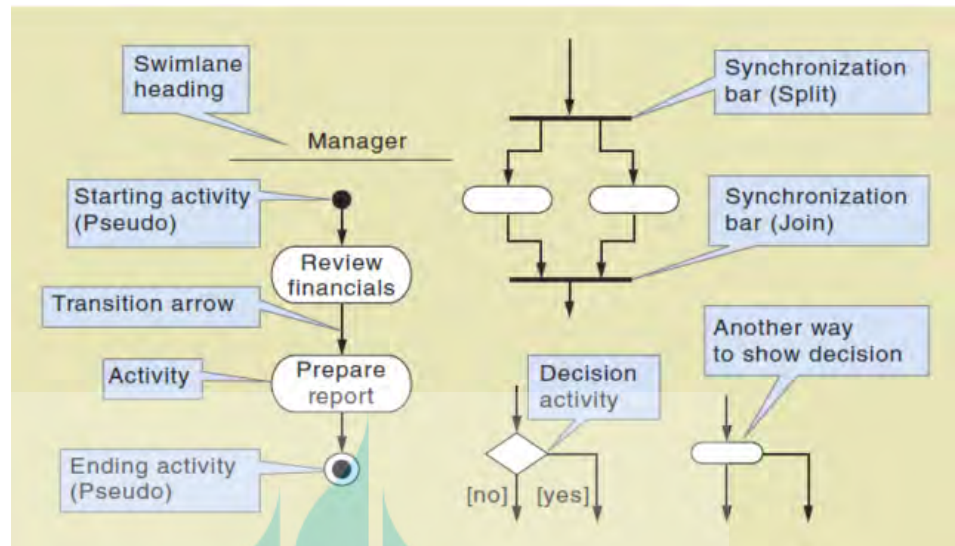 Swimlane
heading
Manager
Starting activity
(Pseudo)
Review
financials
Transition arrow
Activity
Prepare
report
Ending activity
(Pseudo)
Synchronization
bar (Split)
Synchronization
bar (Join)
Decision
activity
[no] [yes]
Another way
to show decision